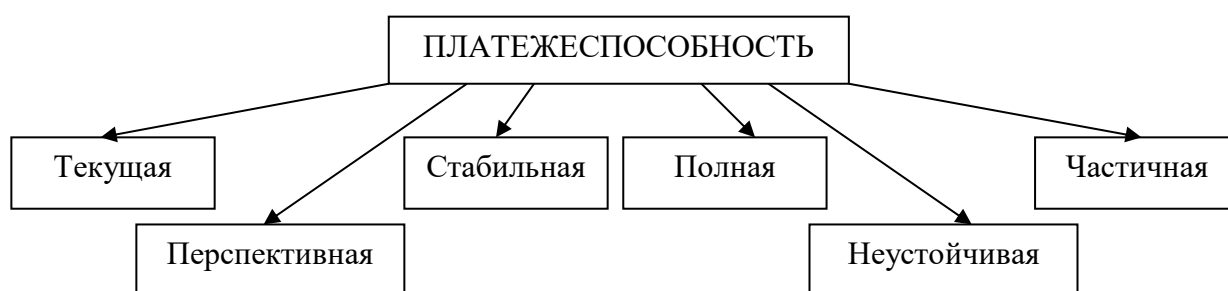 ПЛАТЕЖЕСПОСОБНОСТЬ
Текущая
Стабильная
Полная
Частичная
Перспективная
Неустойчивая